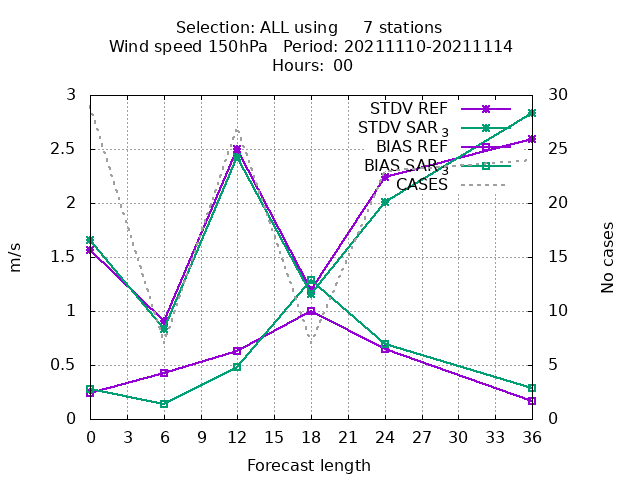 Selection: ALL using     7 stations
Wind speed 150hPa   Period: 20211110-20211114
Hours:  00
3 30
STDV REF
STDV SAR 3
2.5 BIAS REF 25
BIAS SAR 3
CASES
2 20
1.5 15
m/s No cases
1 10
0.5 5
0 0
0 3 6 9 12 15 18 21 24 27 30 33 36
Forecast length